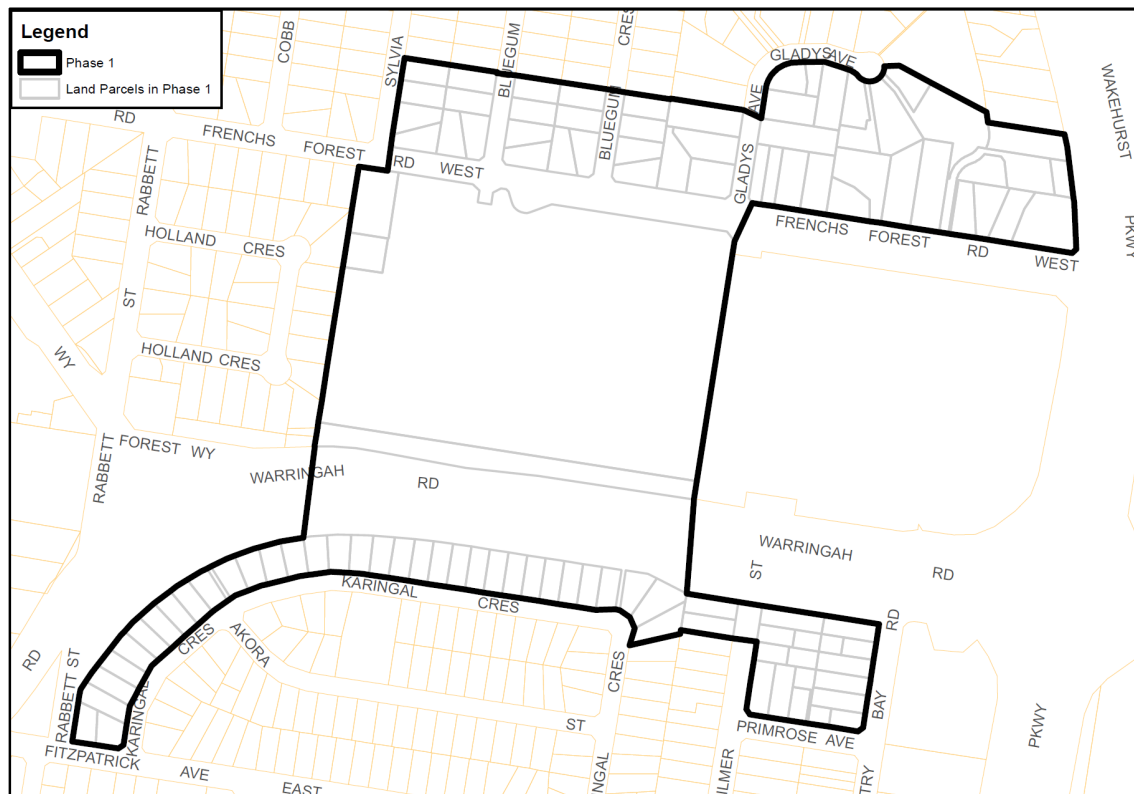 Legend
Phase 1
Land Parcels in Phase 1
COBB
SYLVIA
BLUEGUM
CRES
GLADYS
AVE
WAKEHURST
PKWY
RD
FRENCHS FOREST
RD WEST
BLUEGUM
AVE
GLADYS
RABBETT
ST
HOLLAND CRES
FRENCHS FOREST RD WEST
HOLLAND CRES
WY
FOREST WY
RABBETT
WARRINGAH
RD
WARRINGAH
RD
ST
KARINGAL
CRES
CRES
AKORA
ST
CRES
RD
BAY
PRIMROSE AVE
RD
RABBETT ST
KARINGAL
FITZPATRICK
AVE
EAST
NGAL
ILMER
TRY
PKWY